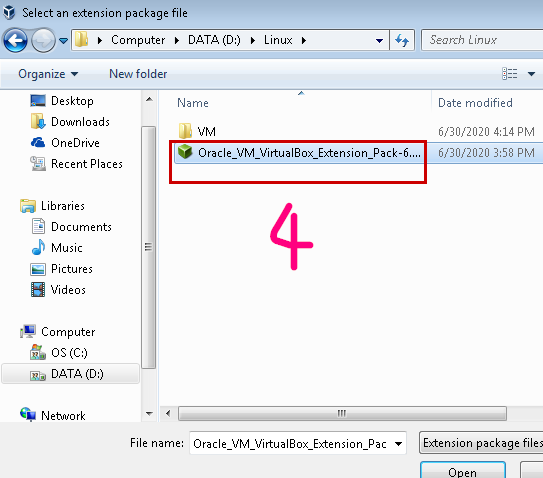 Select an extension package file
Computer DATA (D:) Linux
Search Linux
Organize New folder
Name Date modified
Desktop
Downloads
OneDrive
Recent Places
Libraries
Documents
Music
Pictures
Videos
Computer
OS (C:)
DATA (D:)
Network
VM 6/30/2020 4:14 PM
Oracle_VM_VirtualBox_Extension_Pack-6.... 6/30/2020 3:58 PM
4
File name: Oracle_VM_VirtualBox_Extension_Pac Extension package files
Open